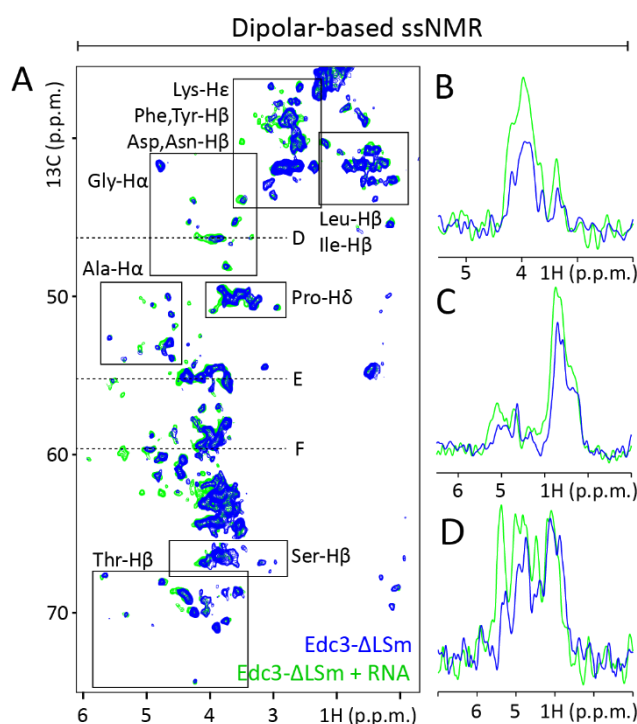 Dipolar-based ssNMR
A
B
C
D
13C (p.p.m.)
50
60
70
Lys-Hε
Phe,Tyr-Hβ
Asp,Asn-Hβ
Gly-Hα
Leu-Hβ
Ile-Hβ
D
Ala-Hα
Pro-Hδ
E
F
Thr-Hβ
Ser-Hβ
Edc3-ΔLSm
Edc3-ΔLSm + RNA
6 5 4 3 1H (p.p.m.)
5 4 1H (p.p.m.)
6 5 1H (p.p.m.)
6 5 1H (p.p.m.)